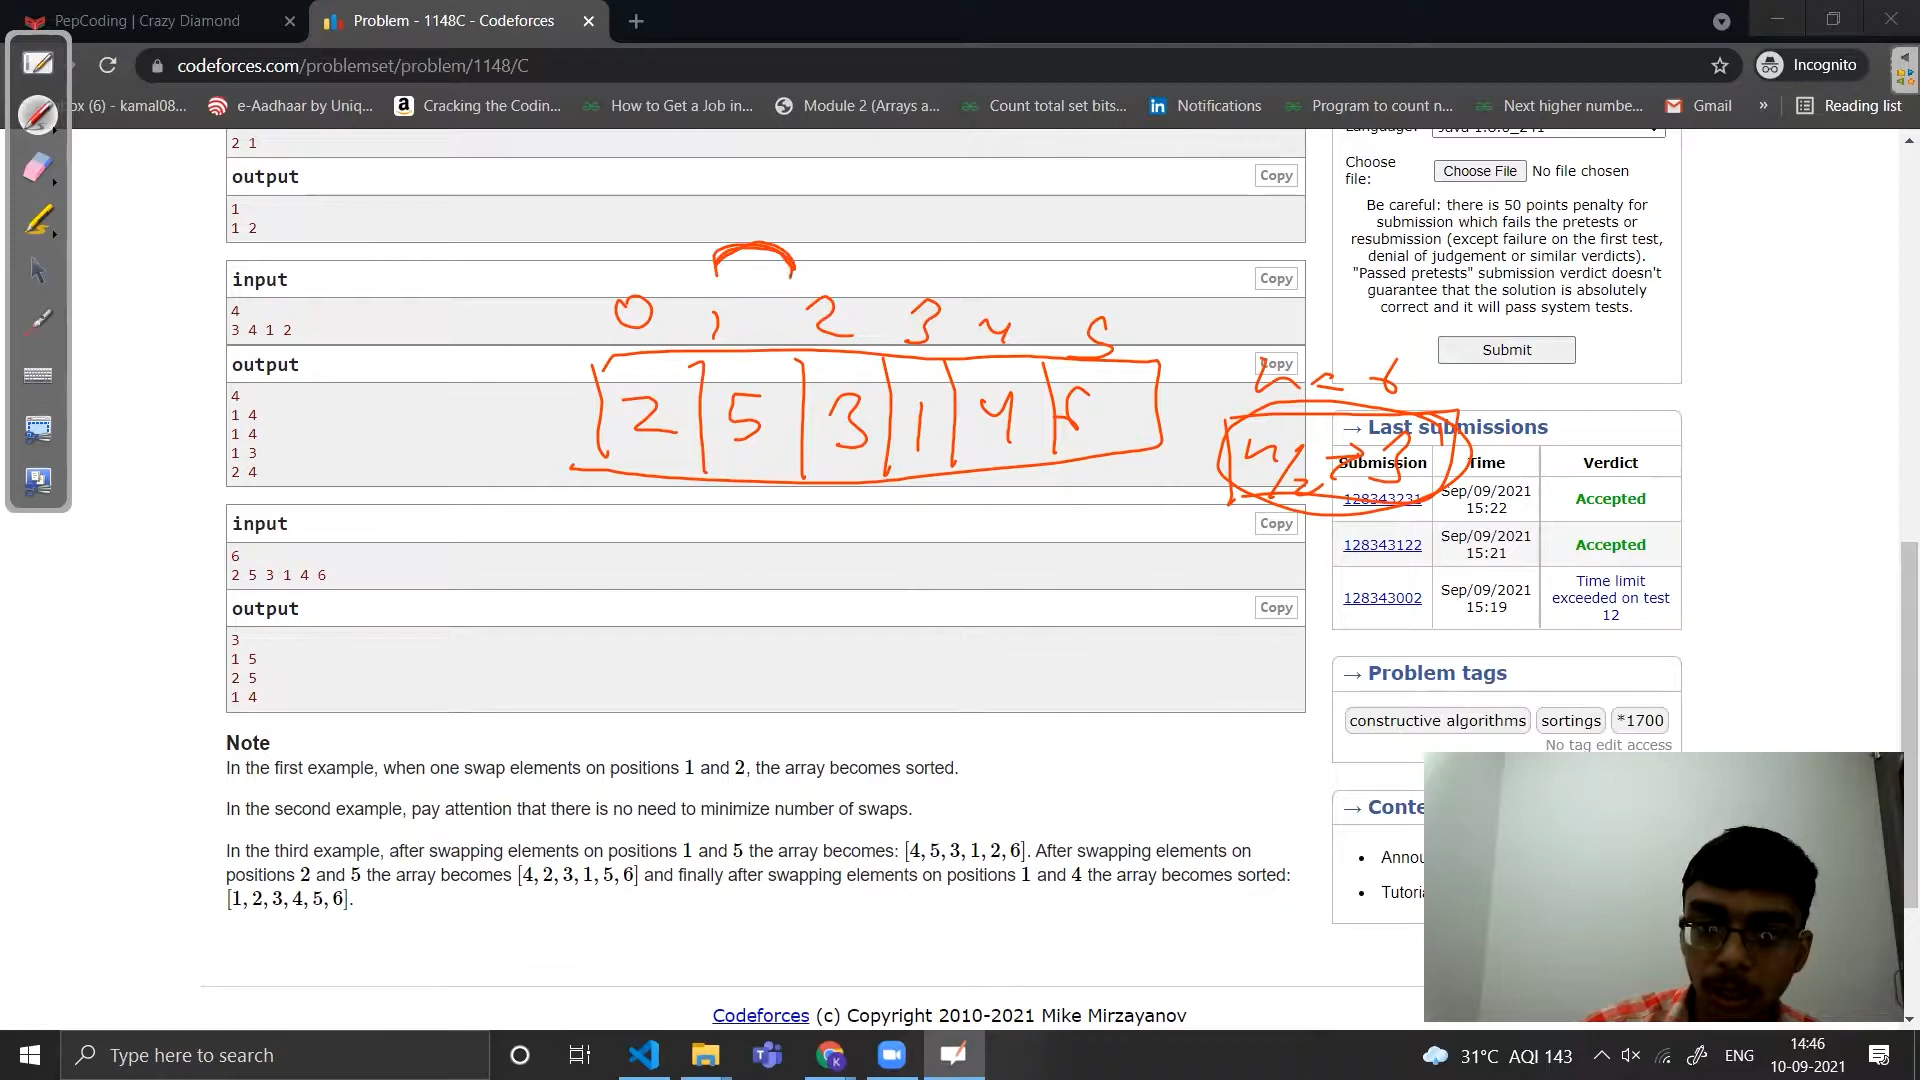 PepCoding | Crazy Diamond
Problem - 1148C - Codeforces
codeforces.com/problemset/problem/1148/C
Incognito
box (6) - kamal08...
e-Aadhaar by Uniq...
Cracking the Codin...
How to Get a Job in...
Module 2 (Arrays a...
Count total set bits...
Notifications
Program to count n...
Next higher numbe...
Gmail
»
Reading list
2 1
output
Copy
1
1 2
input
Copy
4
3 4 1 2
output
Copy
4
1 4
1 4
1 3
2 4
0 1 2 3 4 5
2 5 3 1 4 6
n = 6
n/2 = 3
input
Copy
6
2 5 3 1 4 6
output
Copy
3
1 5
2 5
1 4
Note
In the first example, when one swap elements on positions 1 and 2, the array becomes sorted.
In the second example, pay attention that there is no need to minimize number of swaps.
In the third example, after swapping elements on positions 1 and 5 the array becomes: [4, 5, 3, 1, 2, 6]. After swapping elements on
positions 2 and 5 the array becomes [4, 2, 3, 1, 5, 6] and finally after swapping elements on positions 1 and 4 the array becomes sorted:
[1, 2, 3, 4, 5, 6].
Codeforces (c) Copyright 2010-2021 Mike Mirzayanov
Choose
file:
Choose File No file chosen
Be careful: there is 50 points penalty for
submission which fails the pretests or
resubmission (except failure on the first test,
denial of judgement or similar verdicts).
"Passed pretests" submission verdict doesn't
guarantee that the solution is absolutely
correct and it will pass system tests.
Submit
→ Last submissions
Submission Time Verdict
128343231 Sep/09/2021 15:22 Accepted
128343122 Sep/09/2021 15:21 Accepted
128343002 Sep/09/2021 15:19 Time limit exceeded on test 12
→ Problem tags
constructive algorithms sortings *1700
No tag edit access
→ Conte
Annou
Tutoria
Type here to search
31°C AQI 143
ENG
14:46
10-09-2021